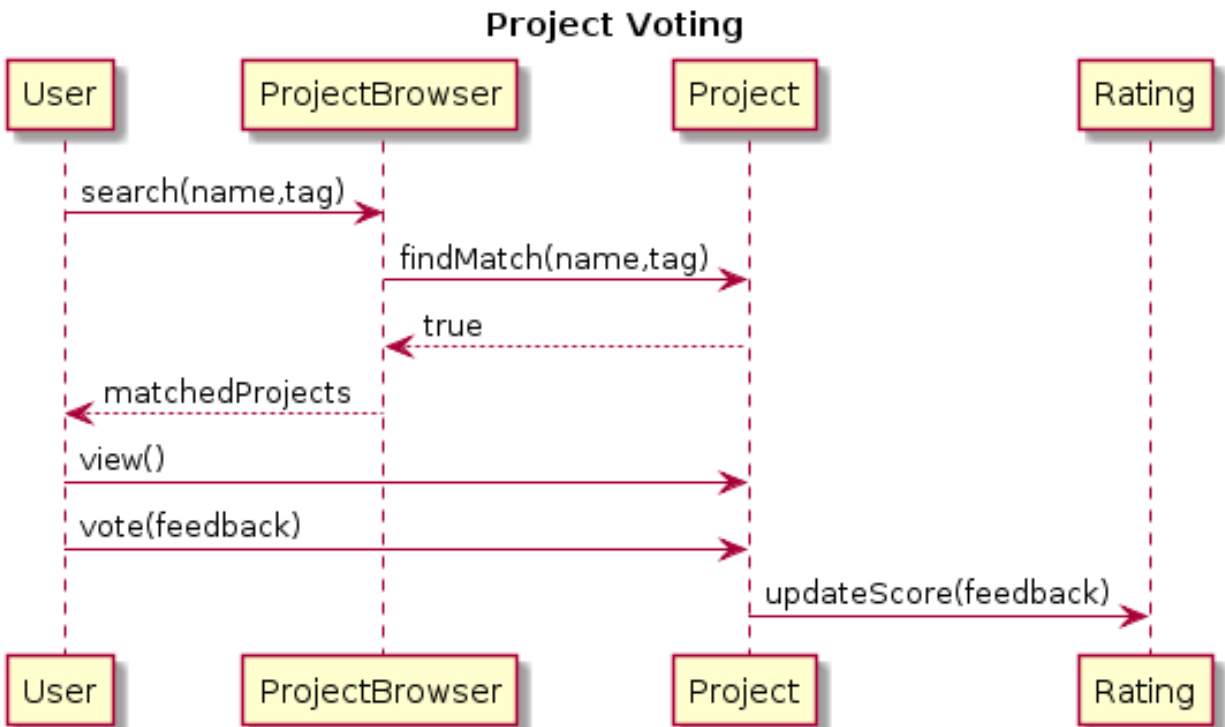 Project Voting
User
ProjectBrowser
Project
Rating
search(name,tag)
findMatch(name,tag)
true
matchedProjects
view()
vote(feedback)
updateScore(feedback)
User
ProjectBrowser
Project
Rating